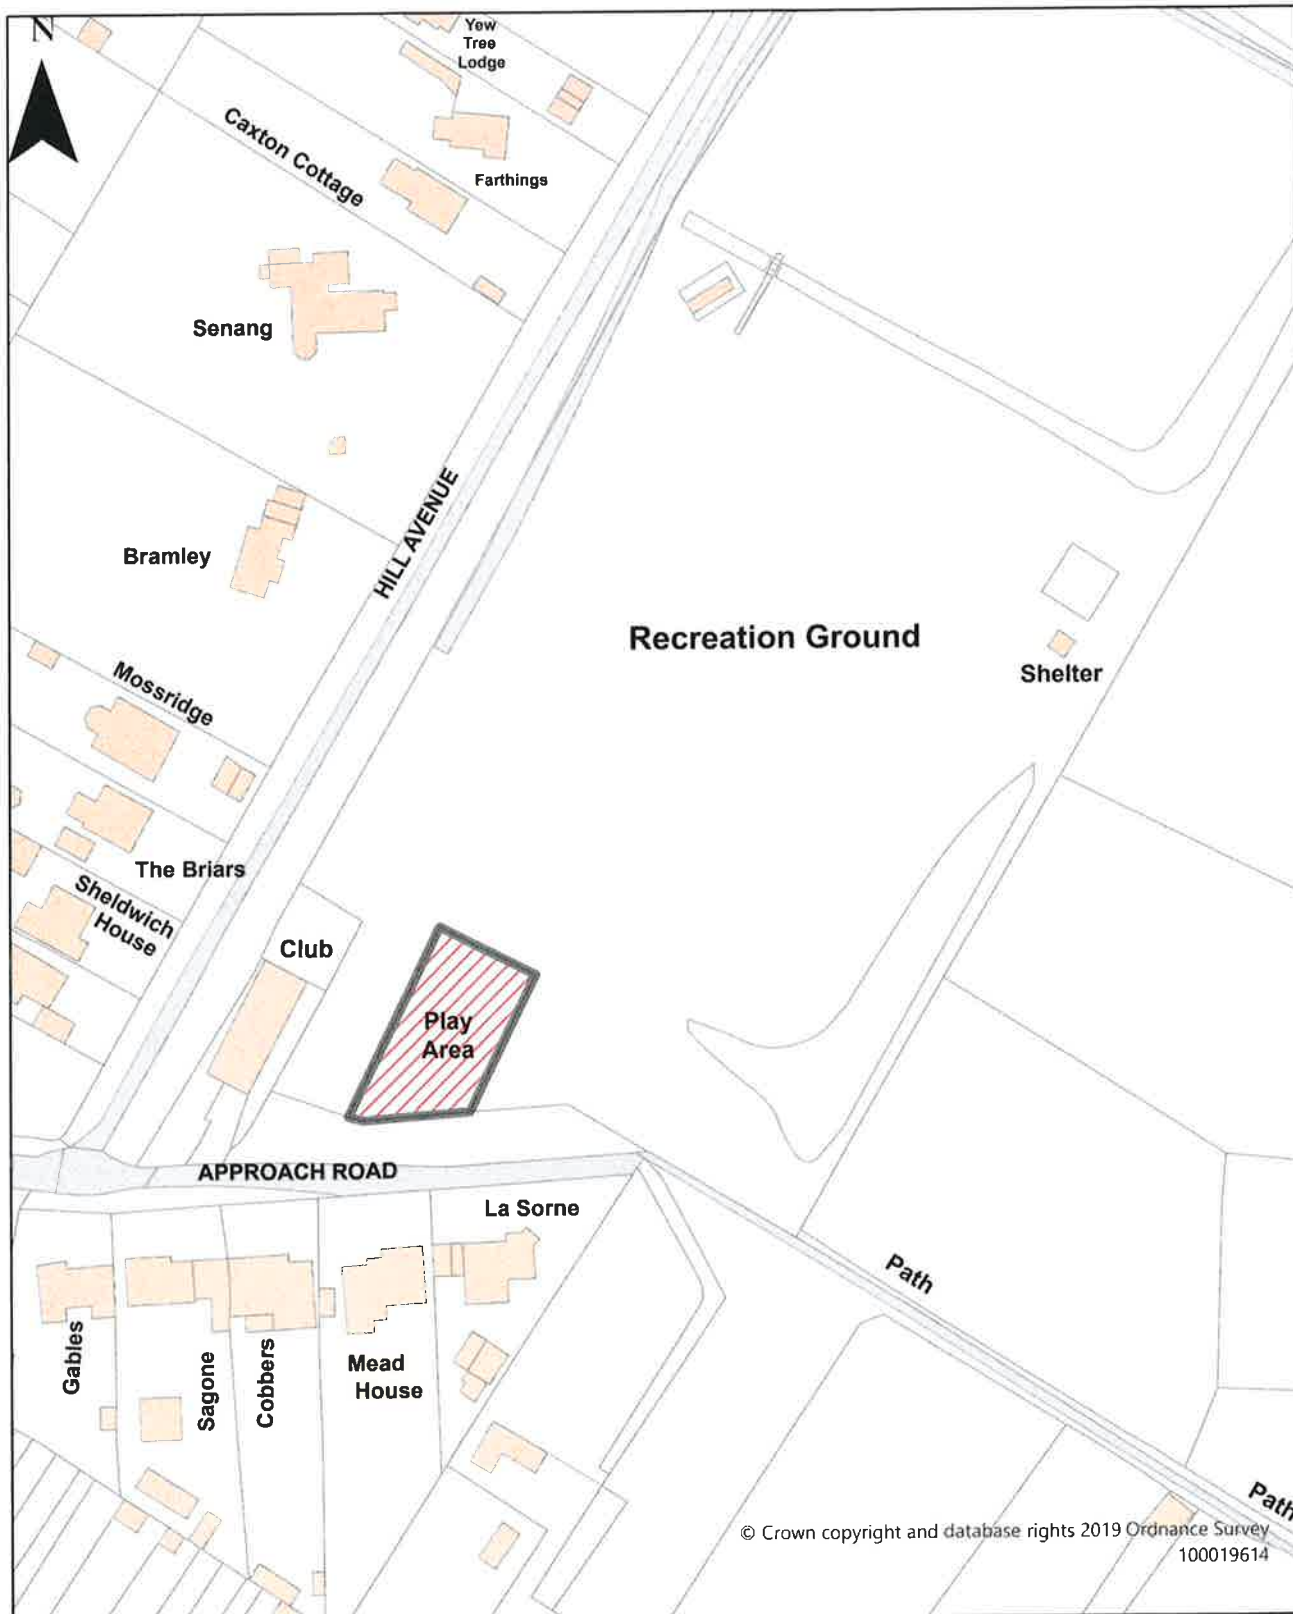 N
Yew
Tree
Lodge
Caxton Cottage
Farthings
Senang
HILL AVENUE
Bramley
Recreation Ground
Shelter
Mossridge
The Briars
Sheldwich
House
Club
Play
Area
APPROACH ROAD
La Sorne
Path
Gables
Sagone
Cobbers
Mead
House
Path
© Crown copyright and database rights 2019 Ordnance Survey
100019614